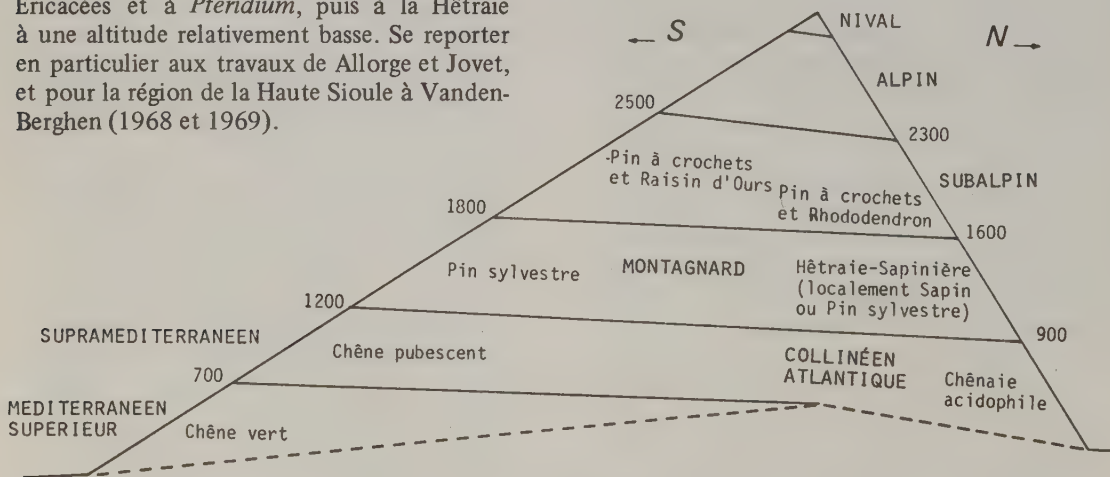 Ericacées et à Pteridium, puis à la Hêtraie
à une altitude relativement basse. Se reporter
en particulier aux travaux de Allorge et Jovet,
et pour la région de la Haute Sioule à Vanden-
Berghen (1968 et 1969).
← S
N →
NIVAL
ALPIN
2500
2300
Pin à crochets
et Raisin d'Ours
Pin à crochets
et Rhododendron
SUBALPIN
1800
1600
Pin sylvestre
MONTAGNARD
Hêtraie-Sapinière
(localement Sapin
ou Pin sylvestre)
1200
900
SUPRAMEDITERRANEEN
Chêne pubescent
COLLINÉEN
ATLANTIQUE
Chênaie
acidophile
700
MEDITERRANEEN
SUPERIEUR
Chêne vert